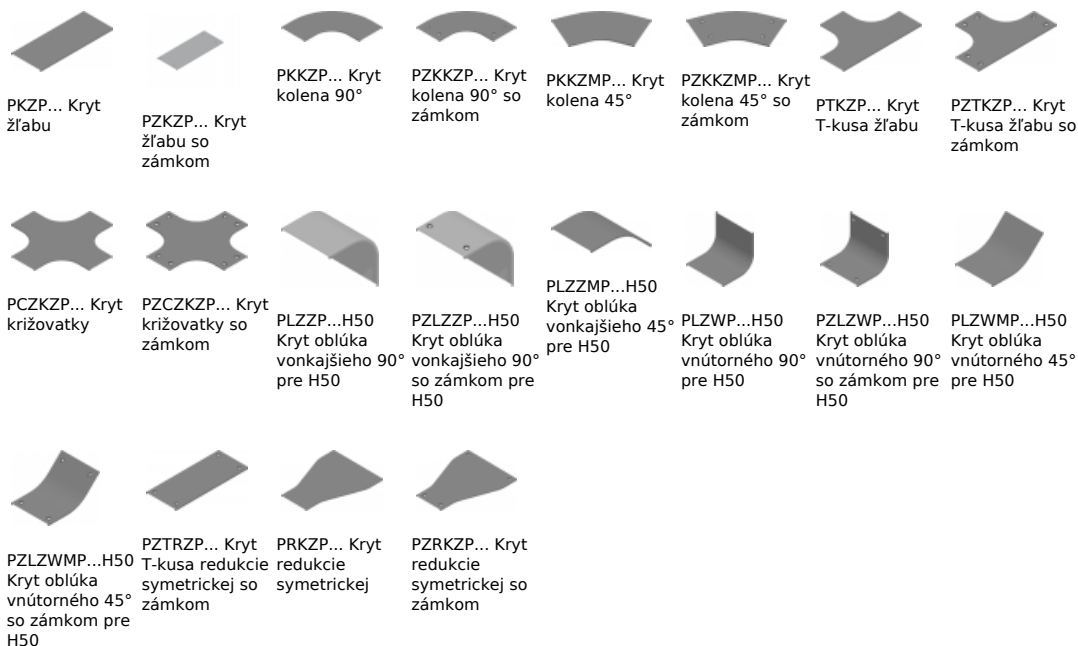 PKZP... Kryt
žľabu
PZKZP... Kryt
žľabu so
zámkom
PKKZP... Kryt
kolena 90°
PZKKZP... Kryt
kolena 90° so
zámkom
PKKZMP... Kryt
kolena 45°
PZKKZMP... Kryt
kolena 45° so
zámkom
PTKZP... Kryt
T-kusa žľabu
PZTKZP... Kryt
T-kusa žľabu so
zámkom
PCZKZP... Kryt
križovatky
PZCZKZP... Kryt
križovatky so
zámkom
PLZZP...H50
Kryt oblúka
vonkajšieho 90°
pre H50
PZLZZP...H50
Kryt oblúka
vonkajšieho 90°
so zámkom pre
H50
PLZZMP...H50
Kryt oblúka
vonkajšieho 45°
pre H50
PLZWP...H50
Kryt oblúka
vnútorného 90°
pre H50
PZLZWP...H50
Kryt oblúka
vnútorného 90°
so zámkom pre
H50
PLZWMP...H50
Kryt oblúka
vnútorného 45°
pre H50
PZLZWMP...H50
Kryt oblúka
vnútorného 45°
so zámkom pre
H50
PZTRZP... Kryt
T-kusa redukcie
symetrickej so
zámkom
PRKZP... Kryt
redukcie
symetrickej
PZRKZP... Kryt
redukcie
symetrickej so
zámkom